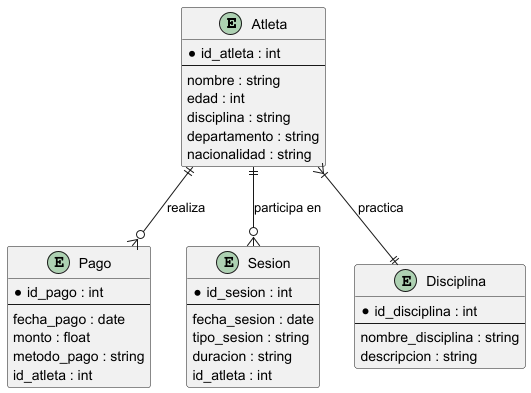 E Atleta
* id_atleta : int
nombre : string
edad : int
disciplina : string
departamento : string
nacionalidad : string
realiza
participa en
practica
E Pago
* id_pago : int
fecha_pago : date
monto : float
metodo_pago : string
id_atleta : int
E Sesion
* id_sesion : int
fecha_sesion : date
tipo_sesion : string
duracion : string
id_atleta : int
E Disciplina
* id_disciplina : int
nombre_disciplina : string
descripcion : string